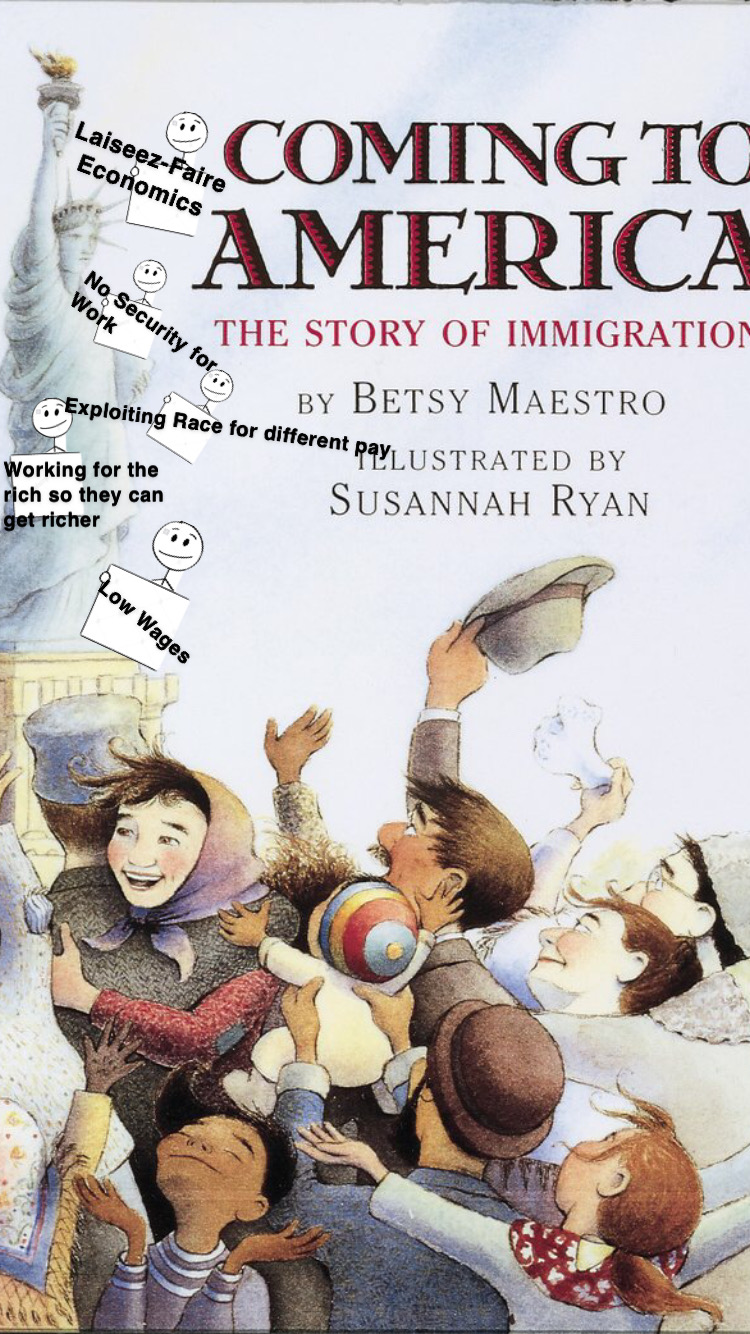 COMING TO
AMERICA
THE STORY OF IMMIGRATION
BY BETSY MAESTRO
ILLUSTRATED BY
SUSANNAH RYAN
Laiseez-Faire
Economics
No Security for
Work
Exploiting Race for different pay
Working for the
rich so they can
get richer
Low Wages